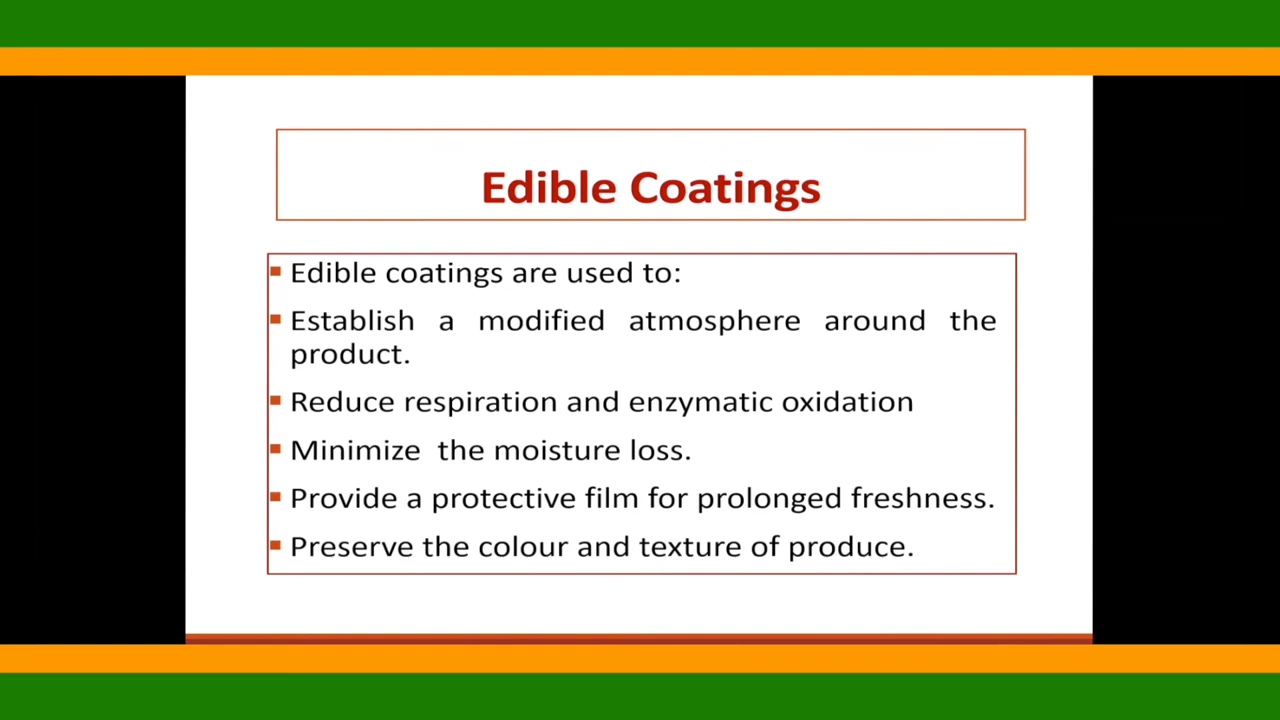 Edible Coatings
▪ Edible coatings are used to:
▪ Establish a modified atmosphere around the
product.
▪ Reduce respiration and enzymatic oxidation
▪ Minimize the moisture loss.
▪ Provide a protective film for prolonged freshness.
▪ Preserve the colour and texture of produce.